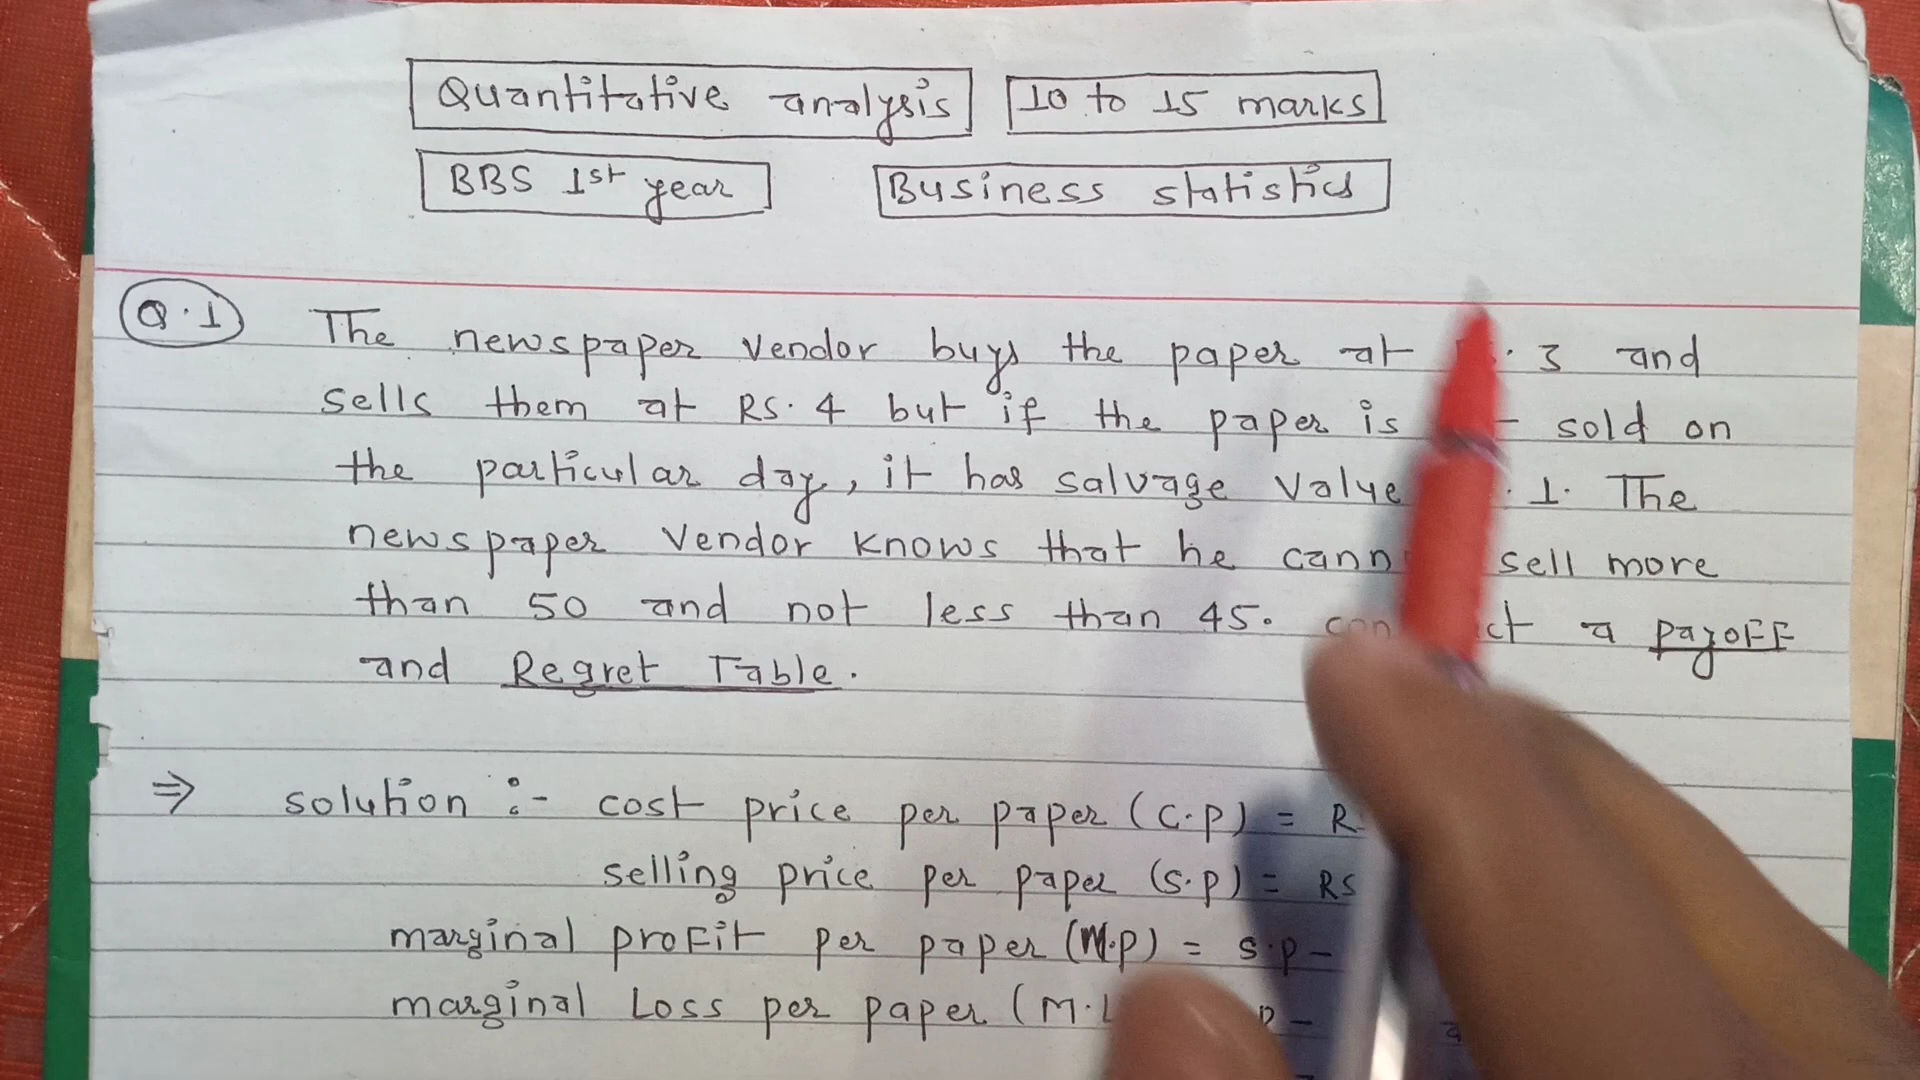 Quantitative analysis 10 to 15 marks
BBS 1st year Business statistics
Q.1 The newspaper vendor buys the paper at . 3 and
sells them at RS. 4 but if the paper is sold on
the particular day, it has salvage value . 1. The
newspaper vendor knows that he sell more
than 50 and not less than 45. a payoFF
and Regret Table.
⇒ solution :- cost price per paper (C.P) = R
selling price per paper (S.P) = RS
marginal proFit per paper (M.P) = S.P -
marginal Loss per paper (M.L -